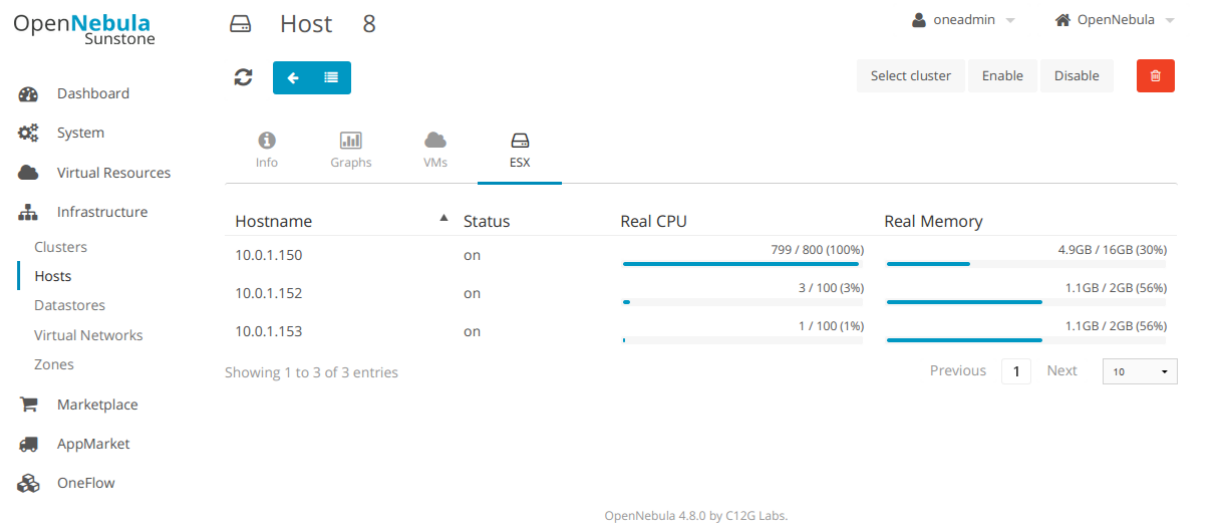 OpenNebula
Sunstone
Host 8
oneadmin
OpenNebula
Select cluster
Enable
Disable
Dashboard
System
Virtual Resources
Infrastructure
Clusters
Hosts
Datastores
Virtual Networks
Zones
Marketplace
AppMarket
OneFlow
Info
Graphs
VMs
ESX
Hostname Status Real CPU Real Memory
10.0.1.150 on 799 / 800 (100%) 4.9GB / 16GB (30%)
10.0.1.152 on 3 / 100 (3%) 1.1GB / 2GB (56%)
10.0.1.153 on 1 / 100 (1%) 1.1GB / 2GB (56%)
Showing 1 to 3 of 3 entries
Previous 1 Next 10
OpenNebula 4.8.0 by C12G Labs.